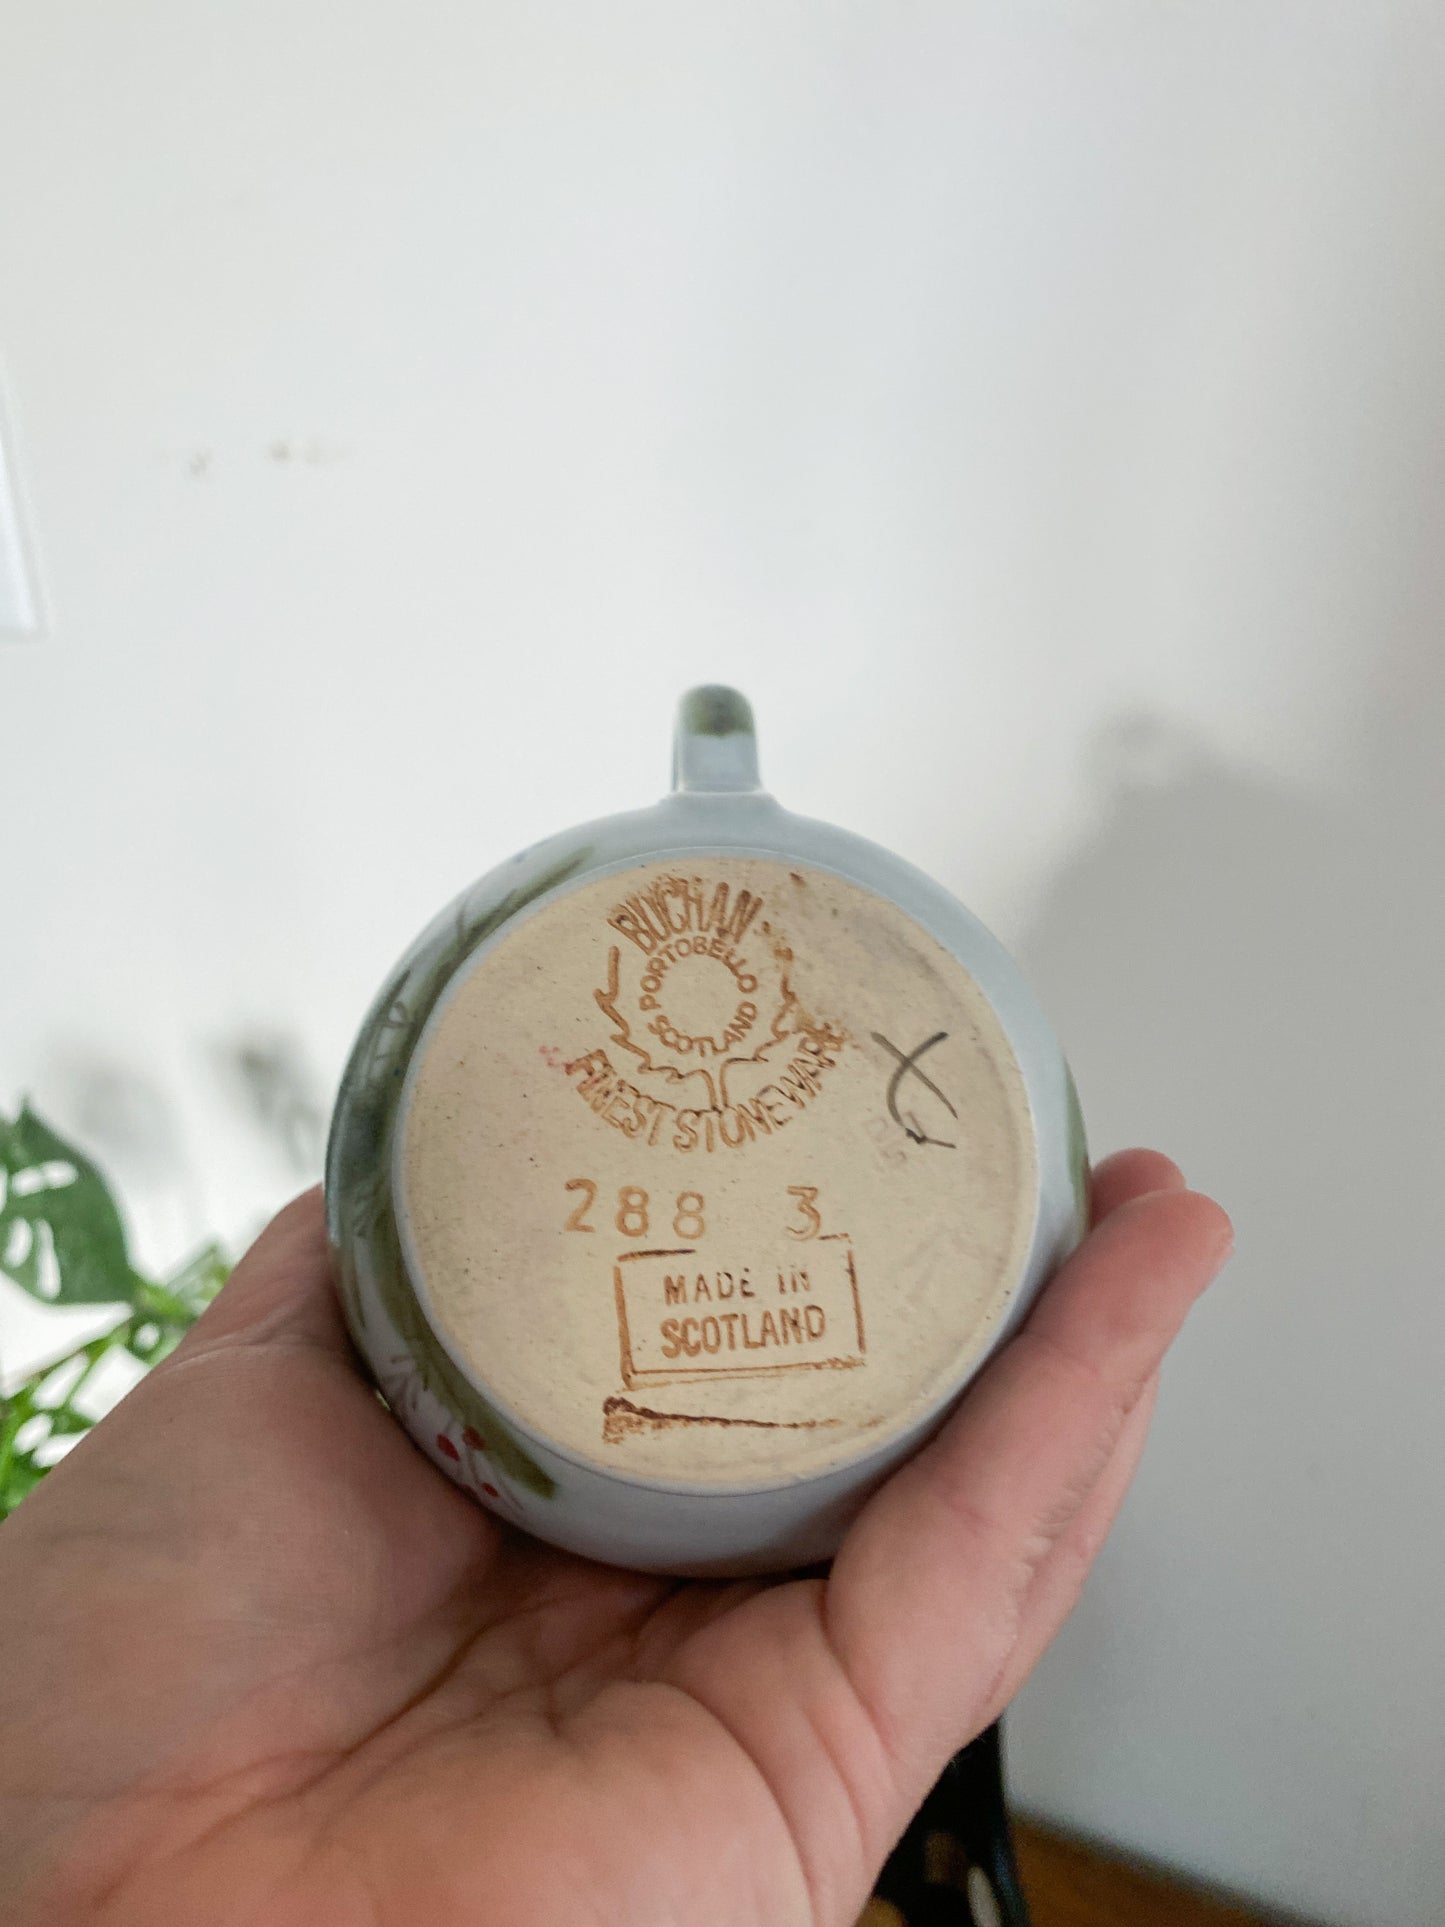 BUCHAN
PORTOBELLO
SCOTLAND
FINEST STONEWARE
288 3
MADE IN
SCOTLAND